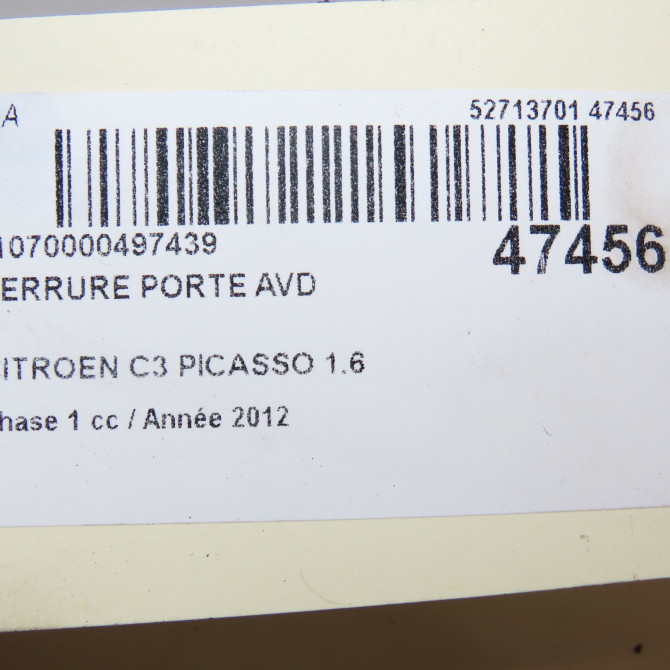 A 52713701 47456
1070000497439 47456
ERRURE PORTE AVD
ITROEN C3 PICASSO 1.6
hase 1 cc / Année 2012